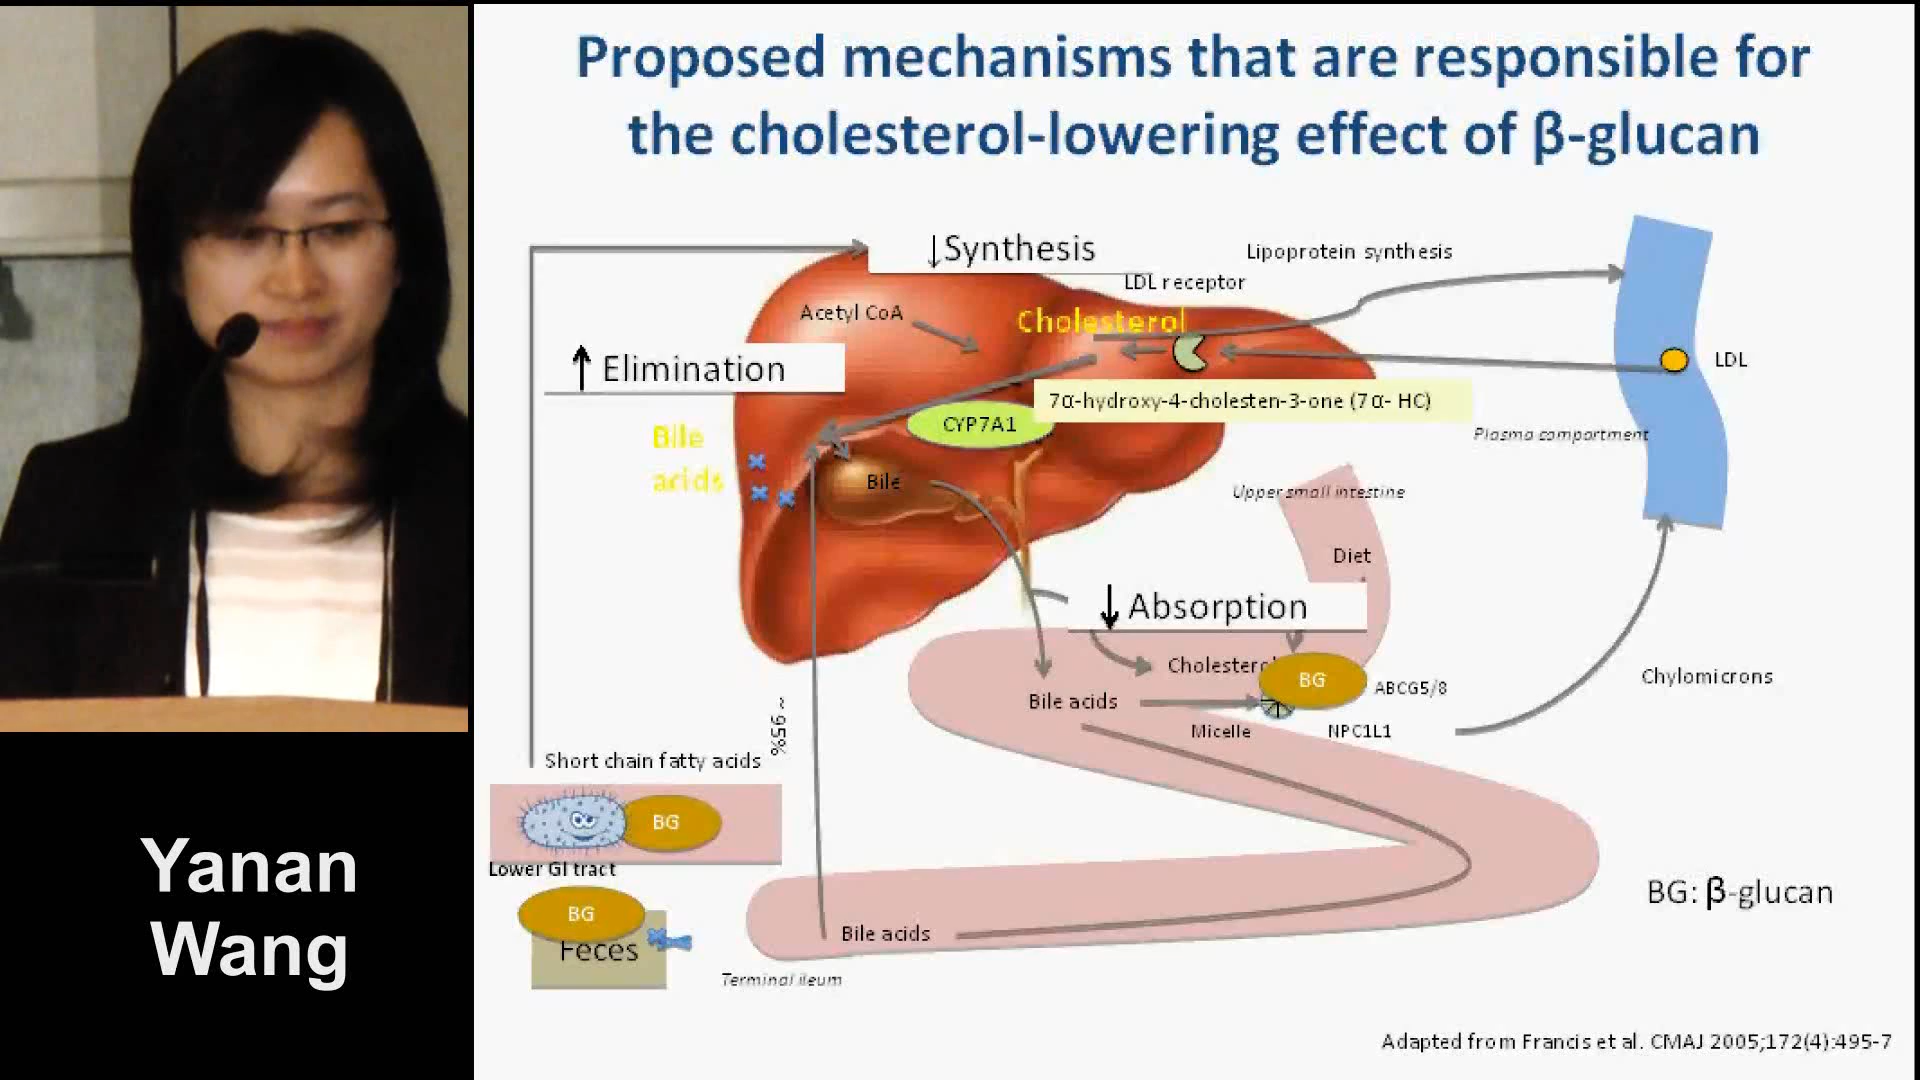 Proposed mechanisms that are responsible for
the cholesterol-lowering effect of β-glucan
↓Synthesis
Lipoprotein synthesis
LDL receptor
Acetyl CoA
Cholesterol
↑ Elimination
LDL
7α-hydroxy-4-cholesten-3-one (7α- HC)
CYP7A1
Plasma compartment
Bile
acids
Bile
Upper small intestine
Diet
↓ Absorption
Cholesterol
BG
ABCG5/8
Chylomicrons
Bile acids
Micelle
NPC1L1
~ 95%
Short chain fatty acids
BG
Lower GI tract
BG
Feces
Bile acids
Terminal ileum
BG: β-glucan
Adapted from Francis et al. CMAJ 2005;172(4):495-7
Yanan
Wang